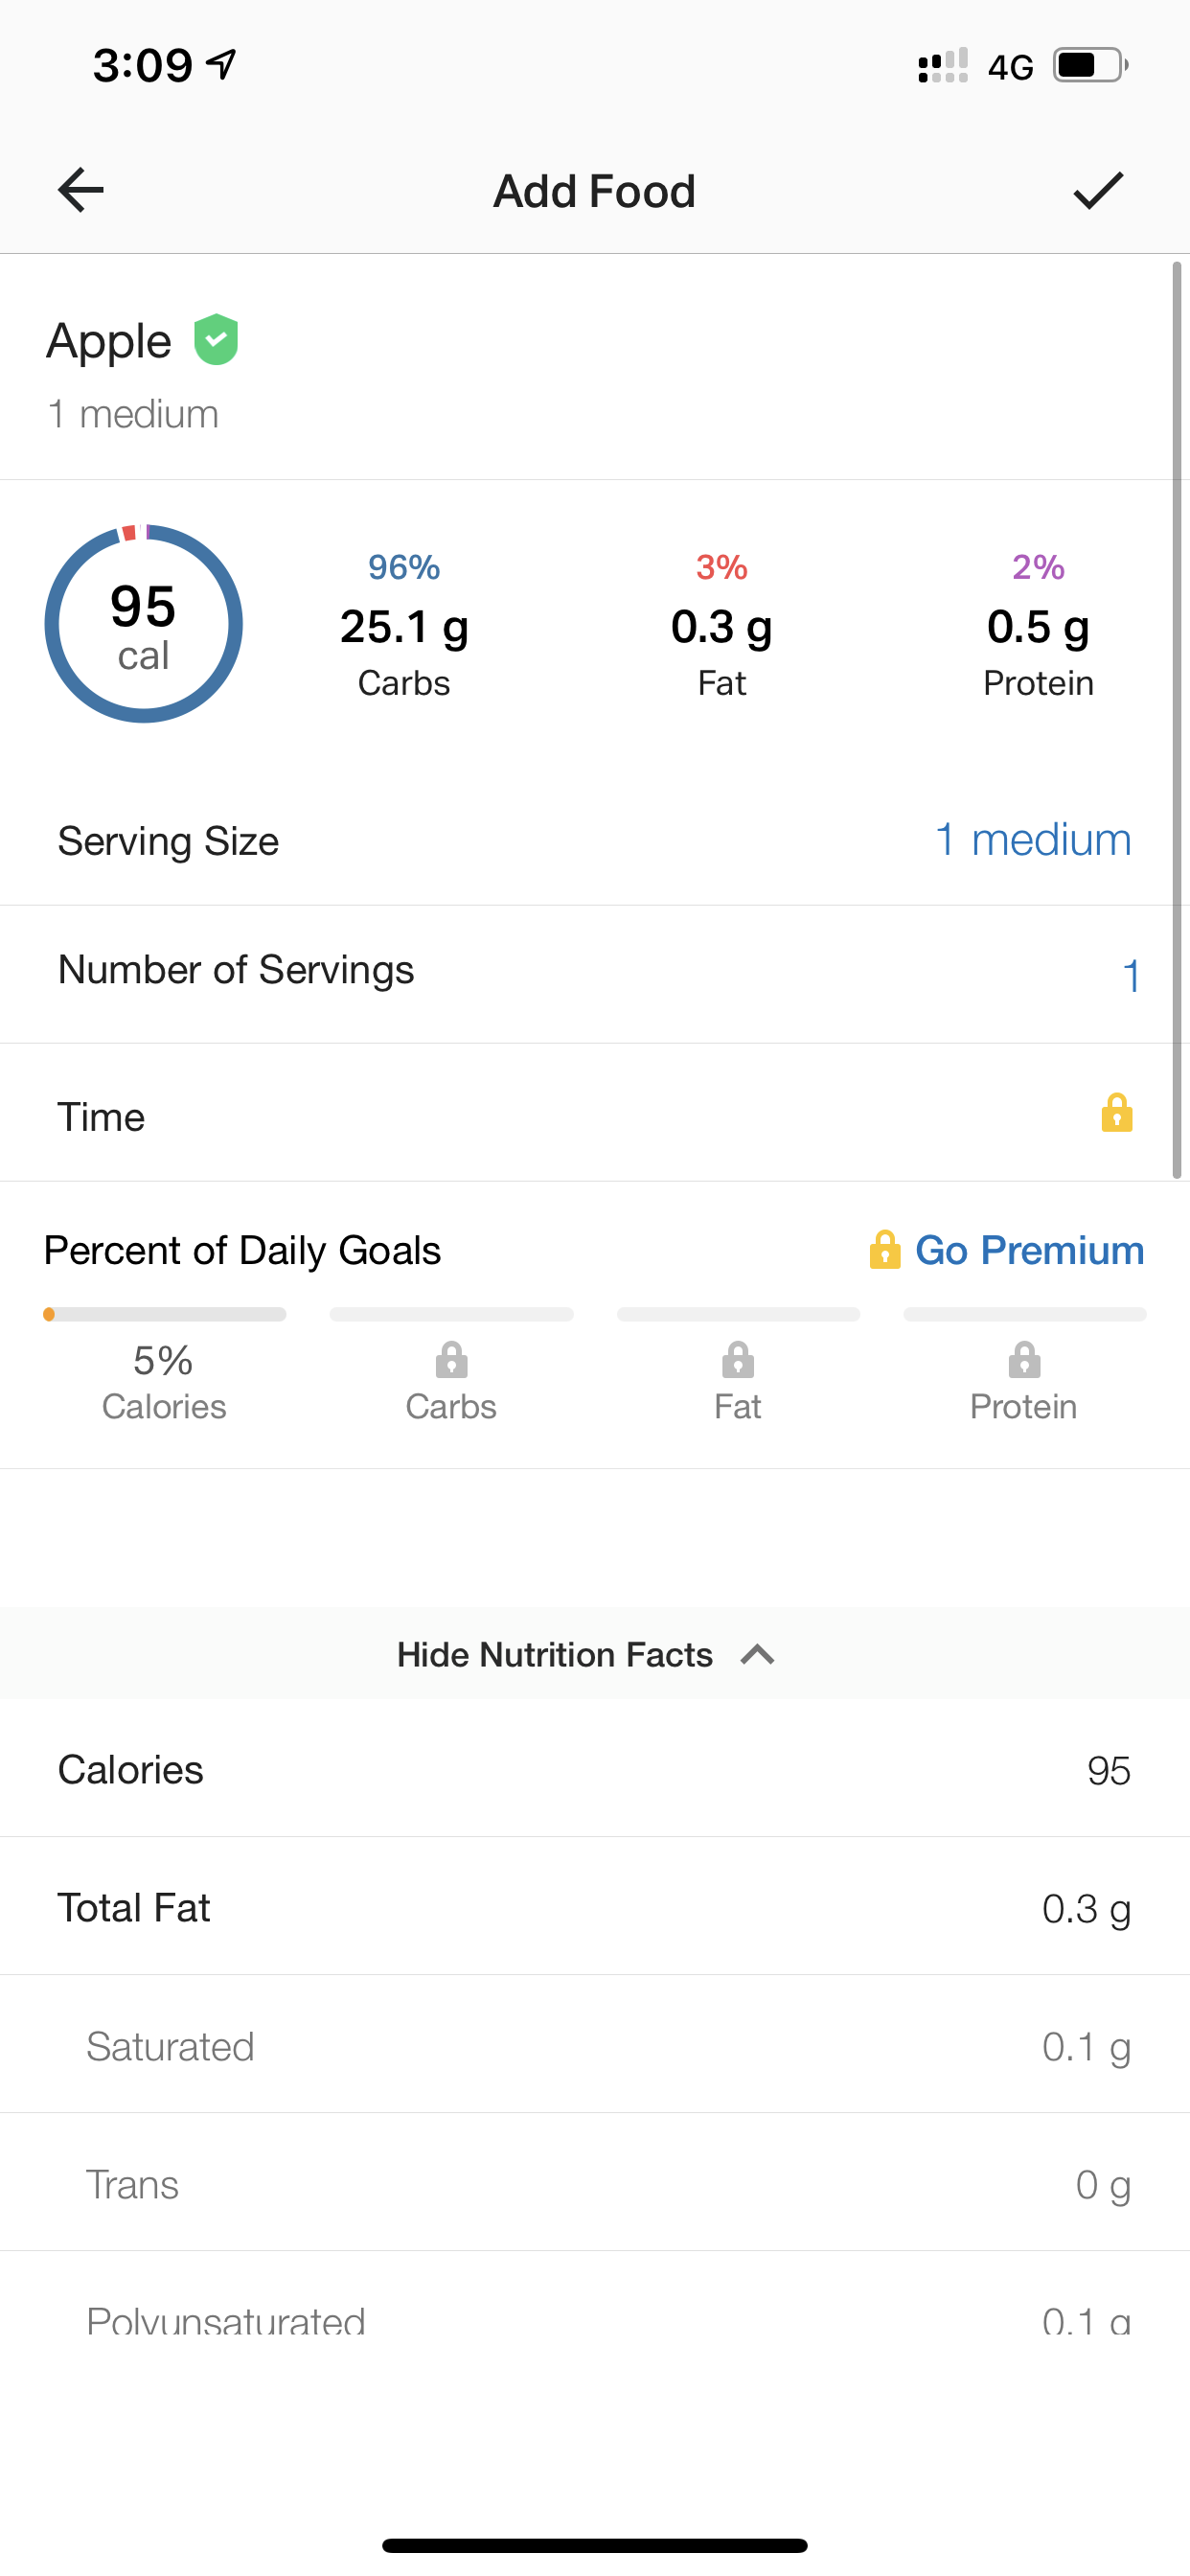 3:09 4G
Add Food
Apple
1 medium
95
cal
96%
25.1 g
Carbs
3%
0.3 g
Fat
2%
0.5 g
Protein
Serving Size 1 medium
Number of Servings 1
Time
Percent of Daily Goals Go Premium
5%
Calories Carbs Fat Protein
Hide Nutrition Facts
Calories 95
Total Fat 0.3 g
Saturated 0.1 g
Trans 0 g
Polyunsaturated 0.1 g